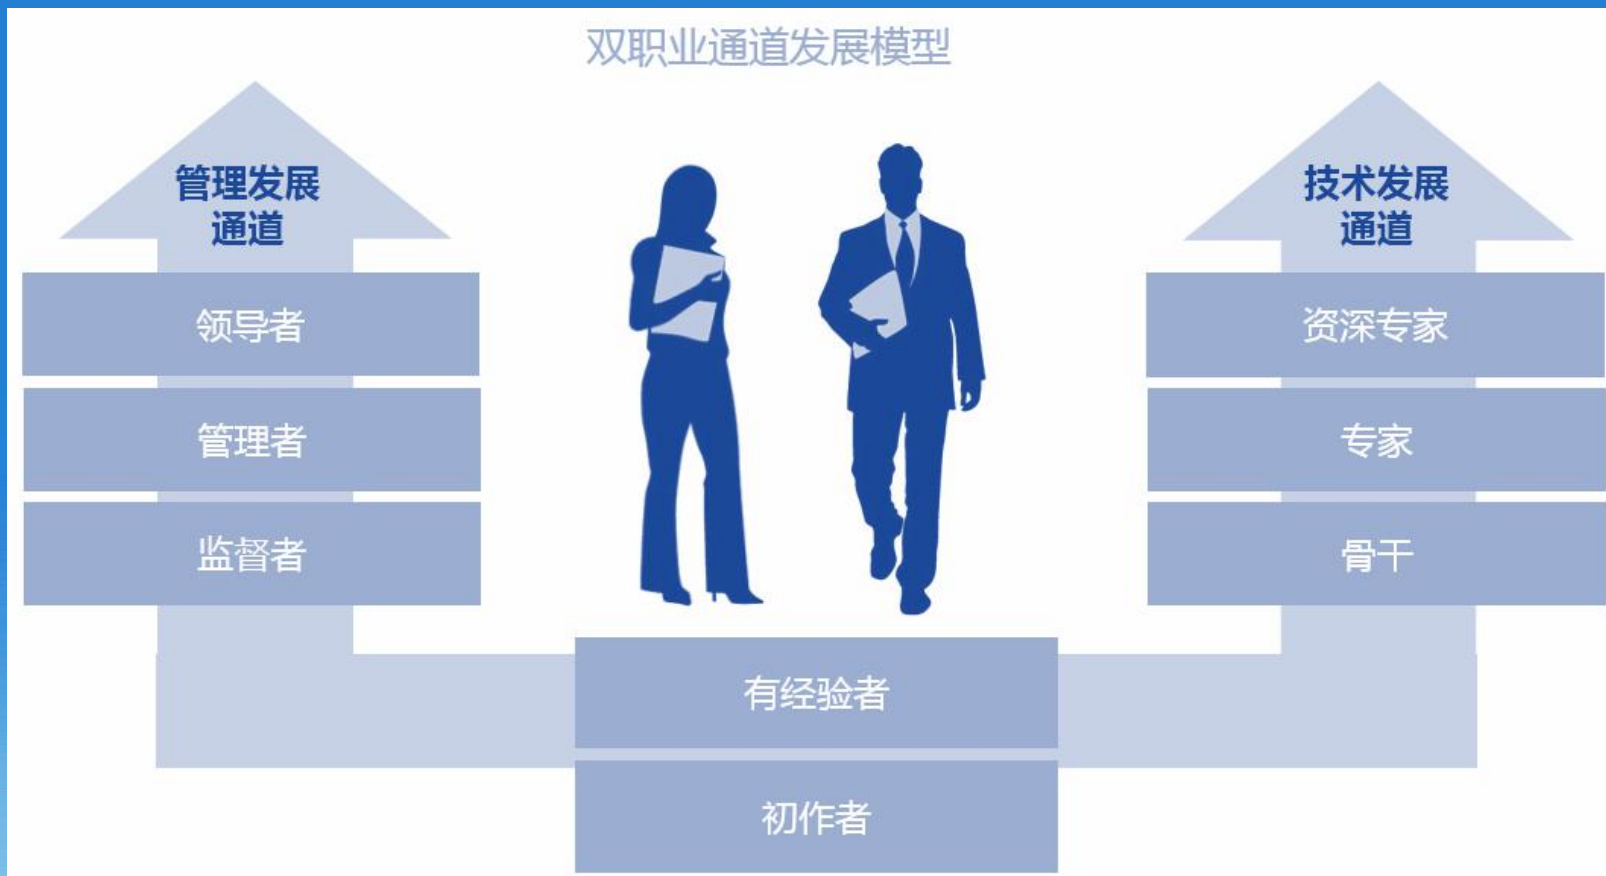 双职业通道发展模型
管理发展
通道
领导者
管理者
监督者
技术发展
通道
资深专家
专家
骨干
有经验者
初作者